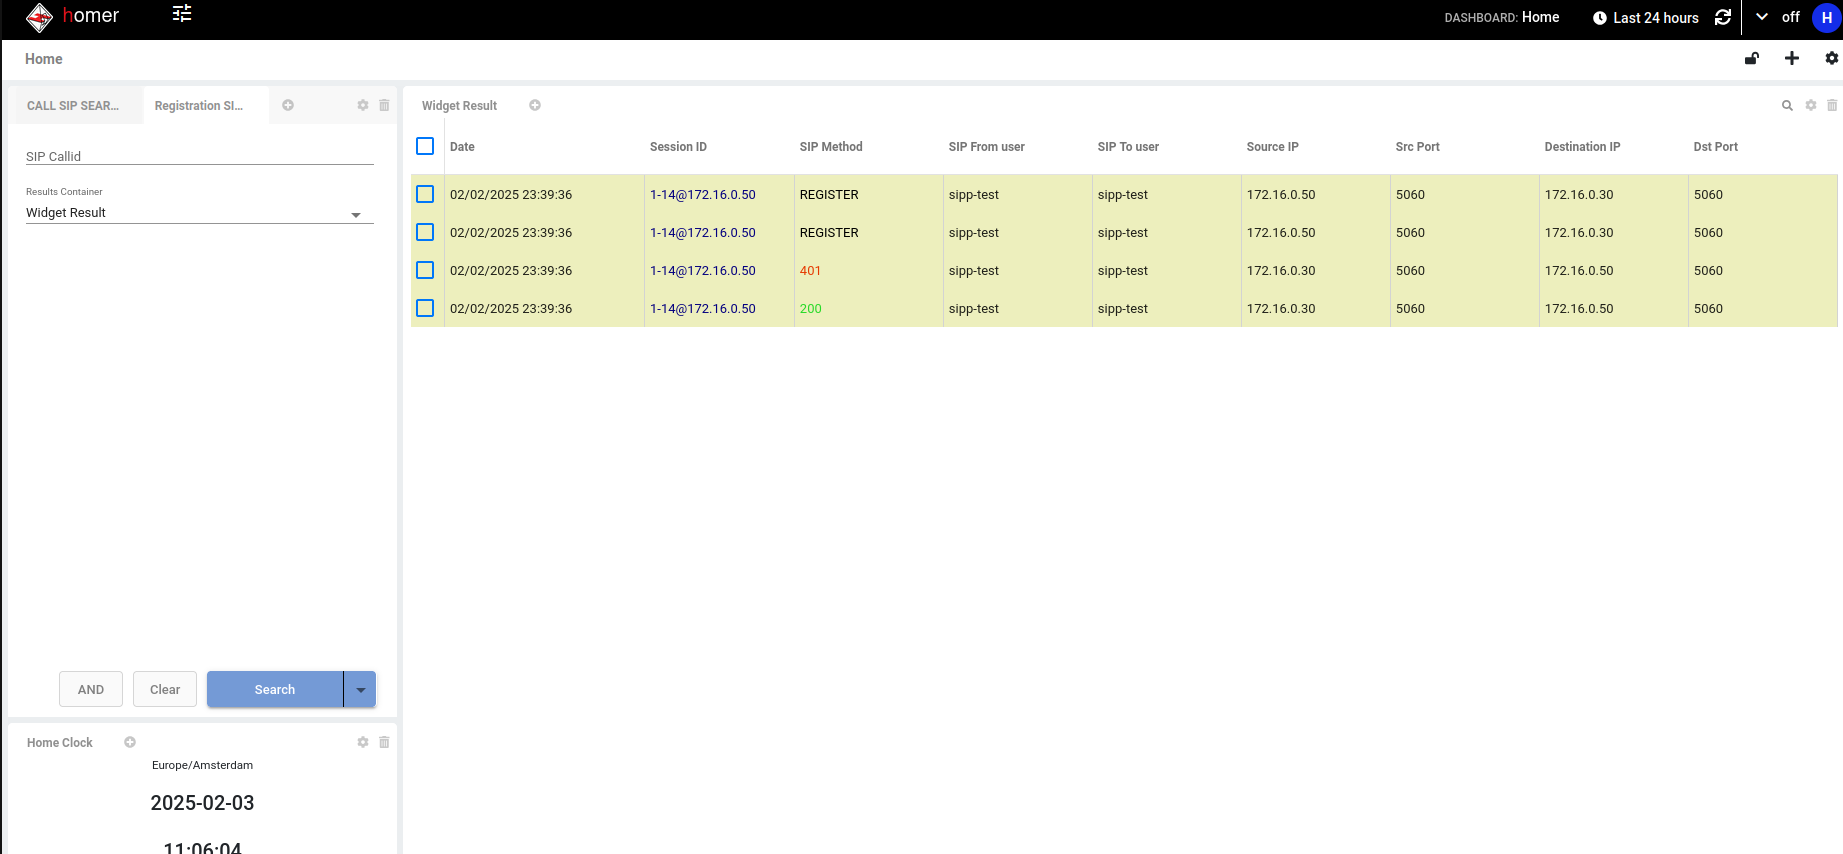 homer
DASHBOARD: Home Last 24 hours off H
Home
CALL SIP SEAR... Registration SI...
SIP Callid
Results Container
Widget Result
AND Clear Search
Home Clock
Europe/Amsterdam
2025-02-03
11:06:04
Widget Result
Date Session ID SIP Method SIP From user SIP To user Source IP Src Port Destination IP Dst Port
02/02/2025 23:39:36 1-14@172.16.0.50 REGISTER sipp-test sipp-test 172.16.0.50 5060 172.16.0.30 5060
02/02/2025 23:39:36 1-14@172.16.0.50 REGISTER sipp-test sipp-test 172.16.0.50 5060 172.16.0.30 5060
02/02/2025 23:39:36 1-14@172.16.0.50 401 sipp-test sipp-test 172.16.0.30 5060 172.16.0.50 5060
02/02/2025 23:39:36 1-14@172.16.0.50 200 sipp-test sipp-test 172.16.0.30 5060 172.16.0.50 5060